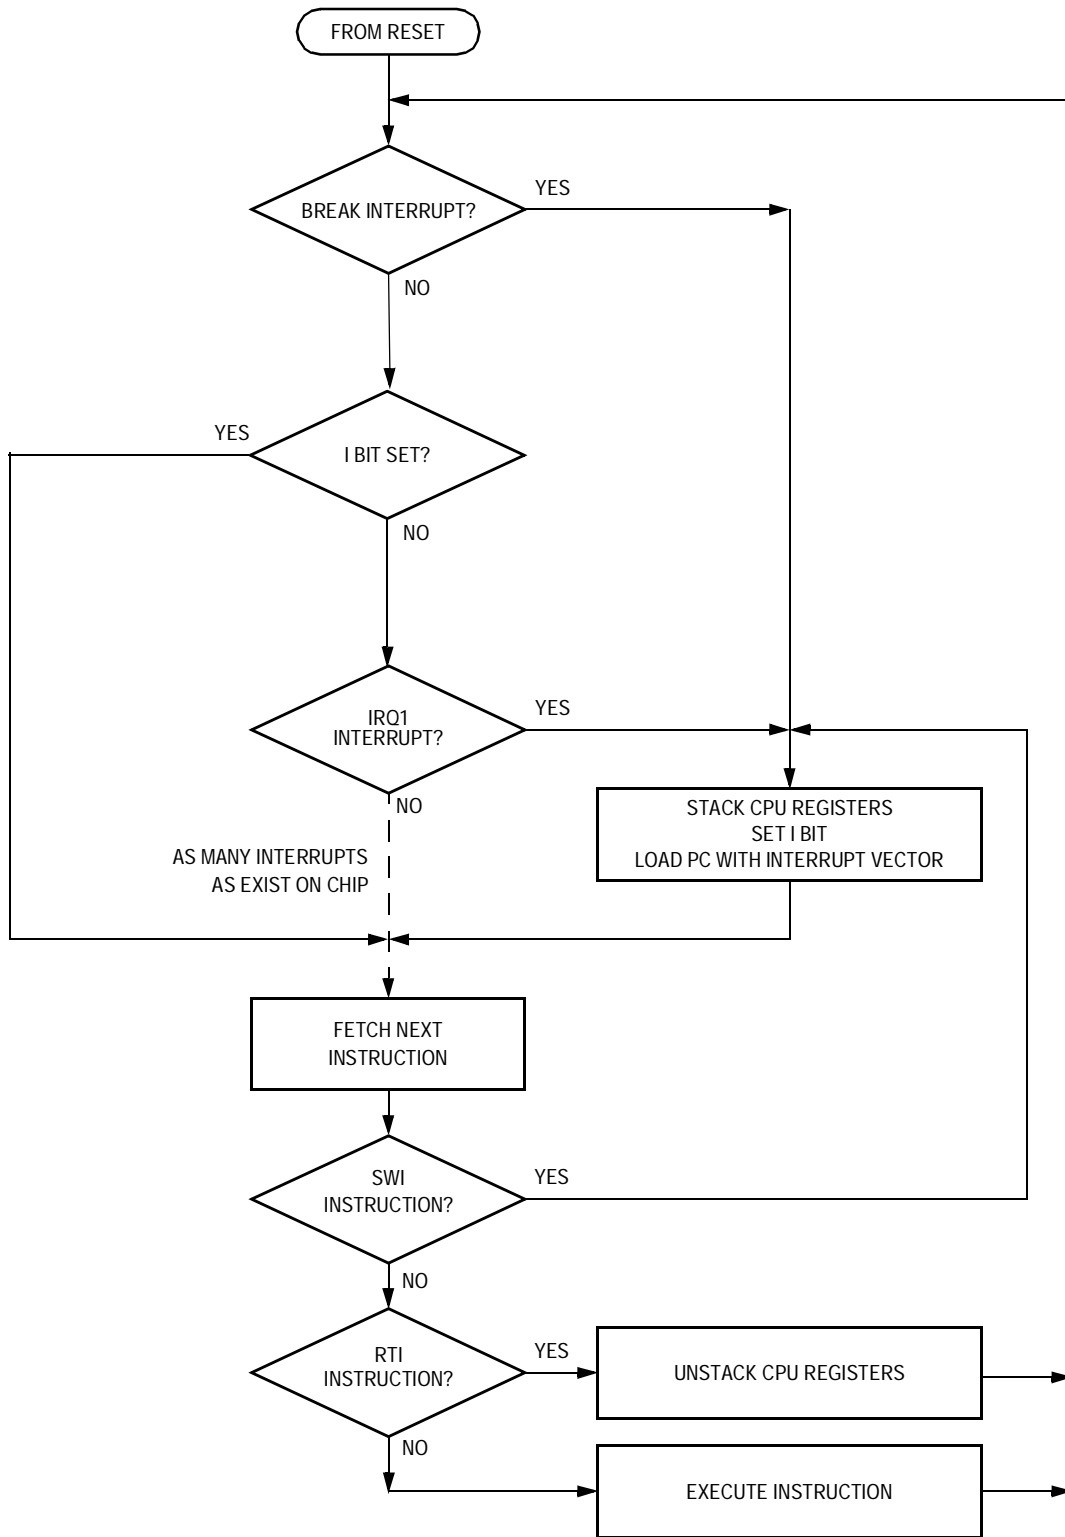 FROM RESET
BREAK INTERRUPT?
YES
NO
YES
I BIT SET?
NO
IRQ1
INTERRUPT?
YES
NO
AS MANY INTERRUPTS
AS EXIST ON CHIP
STACK CPU REGISTERS
SET I BIT
LOAD PC WITH INTERRUPT VECTOR
FETCH NEXT
INSTRUCTION
SWI
INSTRUCTION?
YES
NO
RTI
INSTRUCTION?
YES
UNSTACK CPU REGISTERS
NO
EXECUTE INSTRUCTION